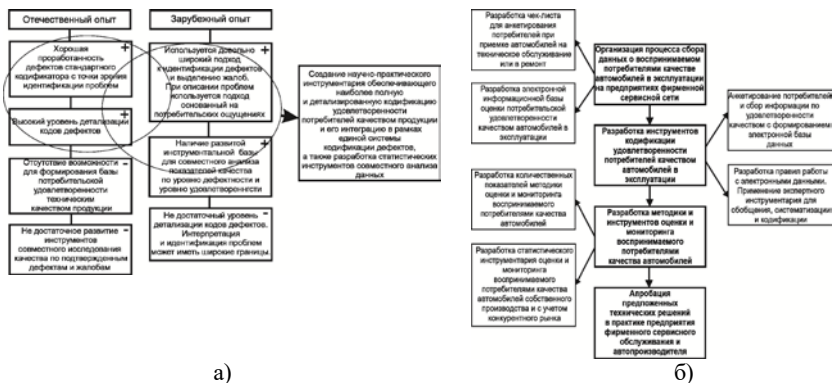 Отечественный опыт
Хорошая
проработанность
дефектов стандартного
кодификатора с точки зрения
идентификации проблем
+
Высокий уровень детализации
кодов дефектов
+
Отсутствие возможности
для формирования базы
потребительской
удовлетворенности
техническим
качеством продукции
-
Не достаточное развитие
инструментов
совместного исследования
качества по подтвержденным
дефектам и жалобам
-
Зарубежный опыт
Используется довольно
широкий подход
к идентификации дефектов
и выделению жалоб.
При описании проблем
используется подход
основанный на
потребительских ощущениях
+
Наличие развитой
инструментальной базы
для совместного анализа
показателей качества
по уровню дефектности и
уровню удовлетворенности
+
Не достаточный уровень
детализации кодов дефектов.
Интерпретация
и идентификация проблем
может иметь широкие границы.
-
Создание научно-практического
инструментария обеспечивающего
наиболее полную
и детализированную кодификацию
удовлетворенности
потребителей качеством продукции
и его интеграцию в рамках
единой системы
кодификации дефектов,
а также разработка статистических
инструментов совместного анализа
данных
а)
Разработка чек-листа
для анкетирования
потребителей при
приемке автомобилей на
техническое обслуживание
или в ремонт
Разработка электронной
информационной базы
оценки потребительской
удовлетворенности
качеством автомобилей в
эксплуатации
Разработка количественных
показателей методики
оценки и мониторинга
воспринимаемого
потребителями качества
автомобилей
Разработка статистического
инструментария оценки и
мониторинга
воспринимаемого
потребителями качества
автомобилей собственного
производства и с учетом
конкурентного рынка
Организация процесса сбора
данных о воспринимаемом
потребителями качестве
автомобилей в эксплуатации
на предприятиях фирменной
сервисной сети
Разработка инструментов
кодификации
удовлетворенности
потребителей качеством
автомобилей в
эксплуатации
Разработка методики
и инструментов оценки и
мониторинга
воспринимаемого
потребителями
качества автомобилей
Апробация
предложенных
технических решений
в практике предприятия
фирменного сервисного
обслуживания и
автопроизводителя
Анкетирование потребителей
и сбор информации по
удовлетворенности
качеством с формированием
электронной базы
данных
Разработка правил работы
с электронными данными.
Применение экспертного
инструментария для
обобщения, систематизации
и кодификации
б)